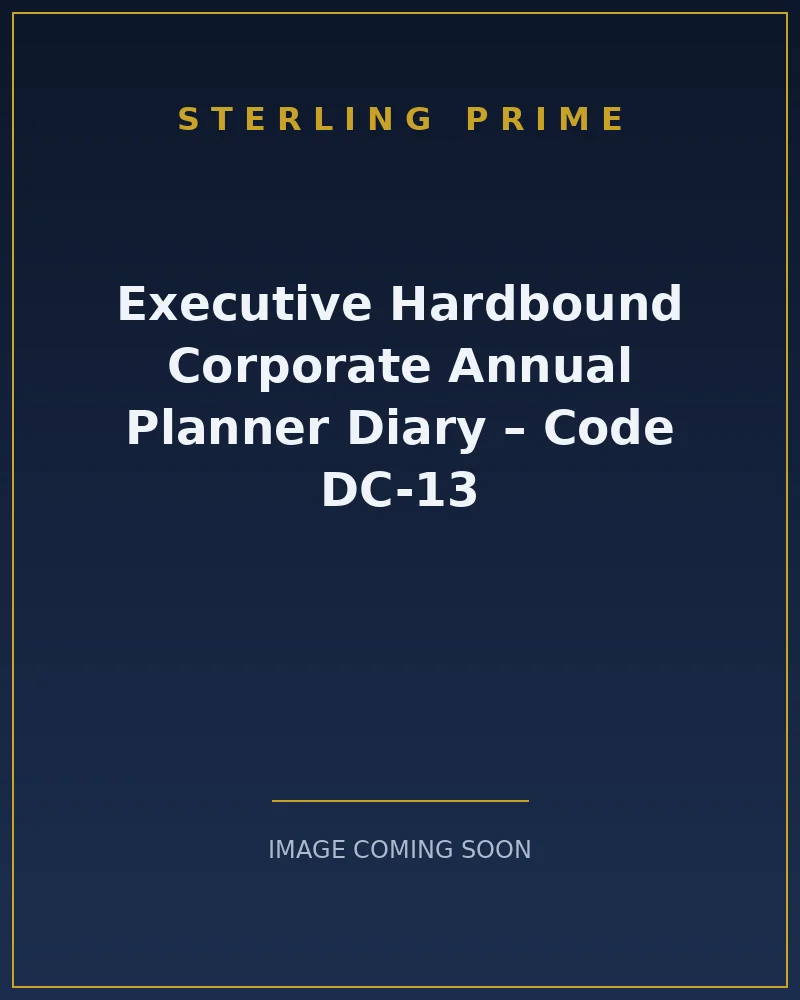 STERLING PRIME
Executive Hardbound
Corporate Annual
Planner Diary – Code
DC-13
IMAGE COMING SOON